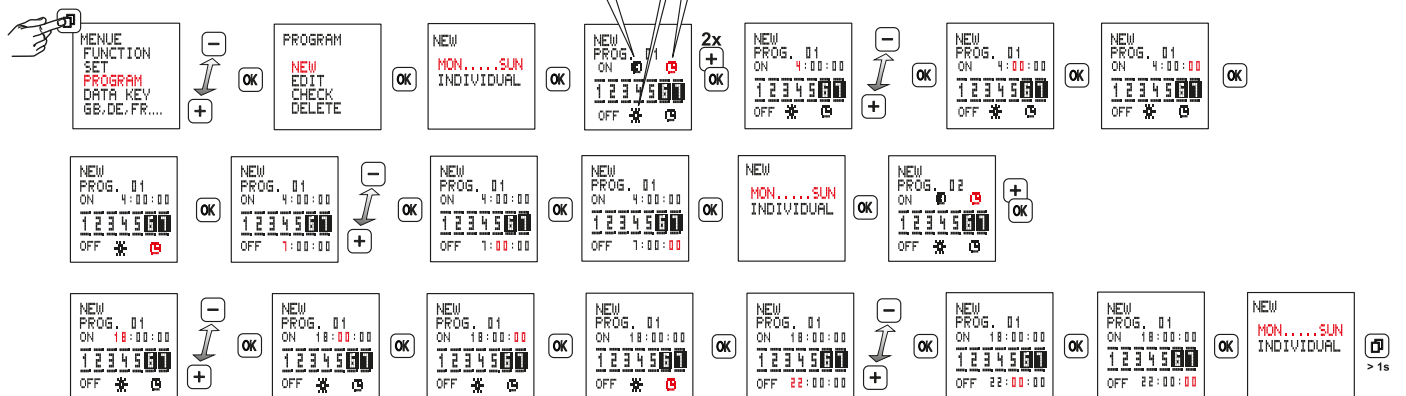 MENUE
FUNCTION
SET
PROGRAM
DATA KEY
GB,DE,FR....
−
+
OK
PROGRAM
NEW
EDIT
CHECK
DELETE
OK
NEW
MON.....SUN
INDIVIDUAL
OK
NEW
PROG. 01
ON
1 2 3 4 5 6 7
OFF
2x
+
OK
NEW
PROG. 01
ON 4:00:00
1 2 3 4 5 6 7
OFF
−
+
OK
NEW
PROG. 01
ON 4:00:00
1 2 3 4 5 6 7
OFF
OK
NEW
PROG. 01
ON 4:00:00
1 2 3 4 5 6 7
OFF
OK
NEW
PROG. 01
ON 4:00:00
1 2 3 4 5 6 7
OFF
OK
NEW
PROG. 01
ON 4:00:00
1 2 3 4 5 6 7
OFF 7:00:00
−
+
OK
NEW
PROG. 01
ON 4:00:00
1 2 3 4 5 6 7
OFF 7:00:00
OK
NEW
PROG. 01
ON 4:00:00
1 2 3 4 5 6 7
OFF 7:00:00
OK
NEW
MON.....SUN
INDIVIDUAL
OK
NEW
PROG. 02
ON
1 2 3 4 5 6 7
OFF
+
OK
NEW
PROG. 01
ON 18:00:00
1 2 3 4 5 6 7
OFF
−
+
OK
NEW
PROG. 01
ON 18:00:00
1 2 3 4 5 6 7
OFF
OK
NEW
PROG. 01
ON 18:00:00
1 2 3 4 5 6 7
OFF
OK
NEW
PROG. 01
ON 18:00:00
1 2 3 4 5 6 7
OFF
OK
NEW
PROG. 01
ON 18:00:00
1 2 3 4 5 6 7
OFF 22:00:00
−
+
OK
NEW
PROG. 01
ON 18:00:00
1 2 3 4 5 6 7
OFF 22:00:00
OK
NEW
PROG. 01
ON 18:00:00
1 2 3 4 5 6 7
OFF 22:00:00
OK
NEW
MON.....SUN
INDIVIDUAL
> 1s